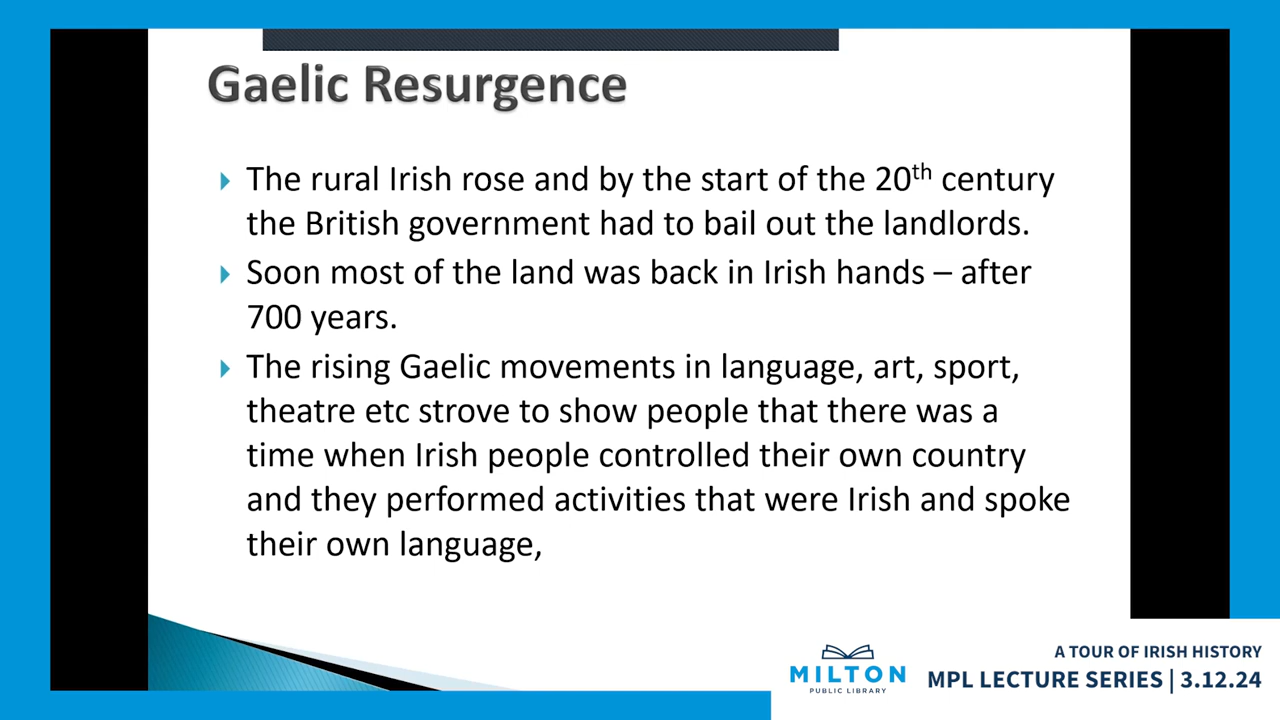 Gaelic Resurgence
The rural Irish rose and by the start of the 20th century
the British government had to bail out the landlords.
Soon most of the land was back in Irish hands – after
700 years.
The rising Gaelic movements in language, art, sport,
theatre etc strove to show people that there was a
time when Irish people controlled their own country
and they performed activities that were Irish and spoke
their own language,
MILTON
PUBLIC LIBRARY
A TOUR OF IRISH HISTORY
MPL LECTURE SERIES | 3.12.24